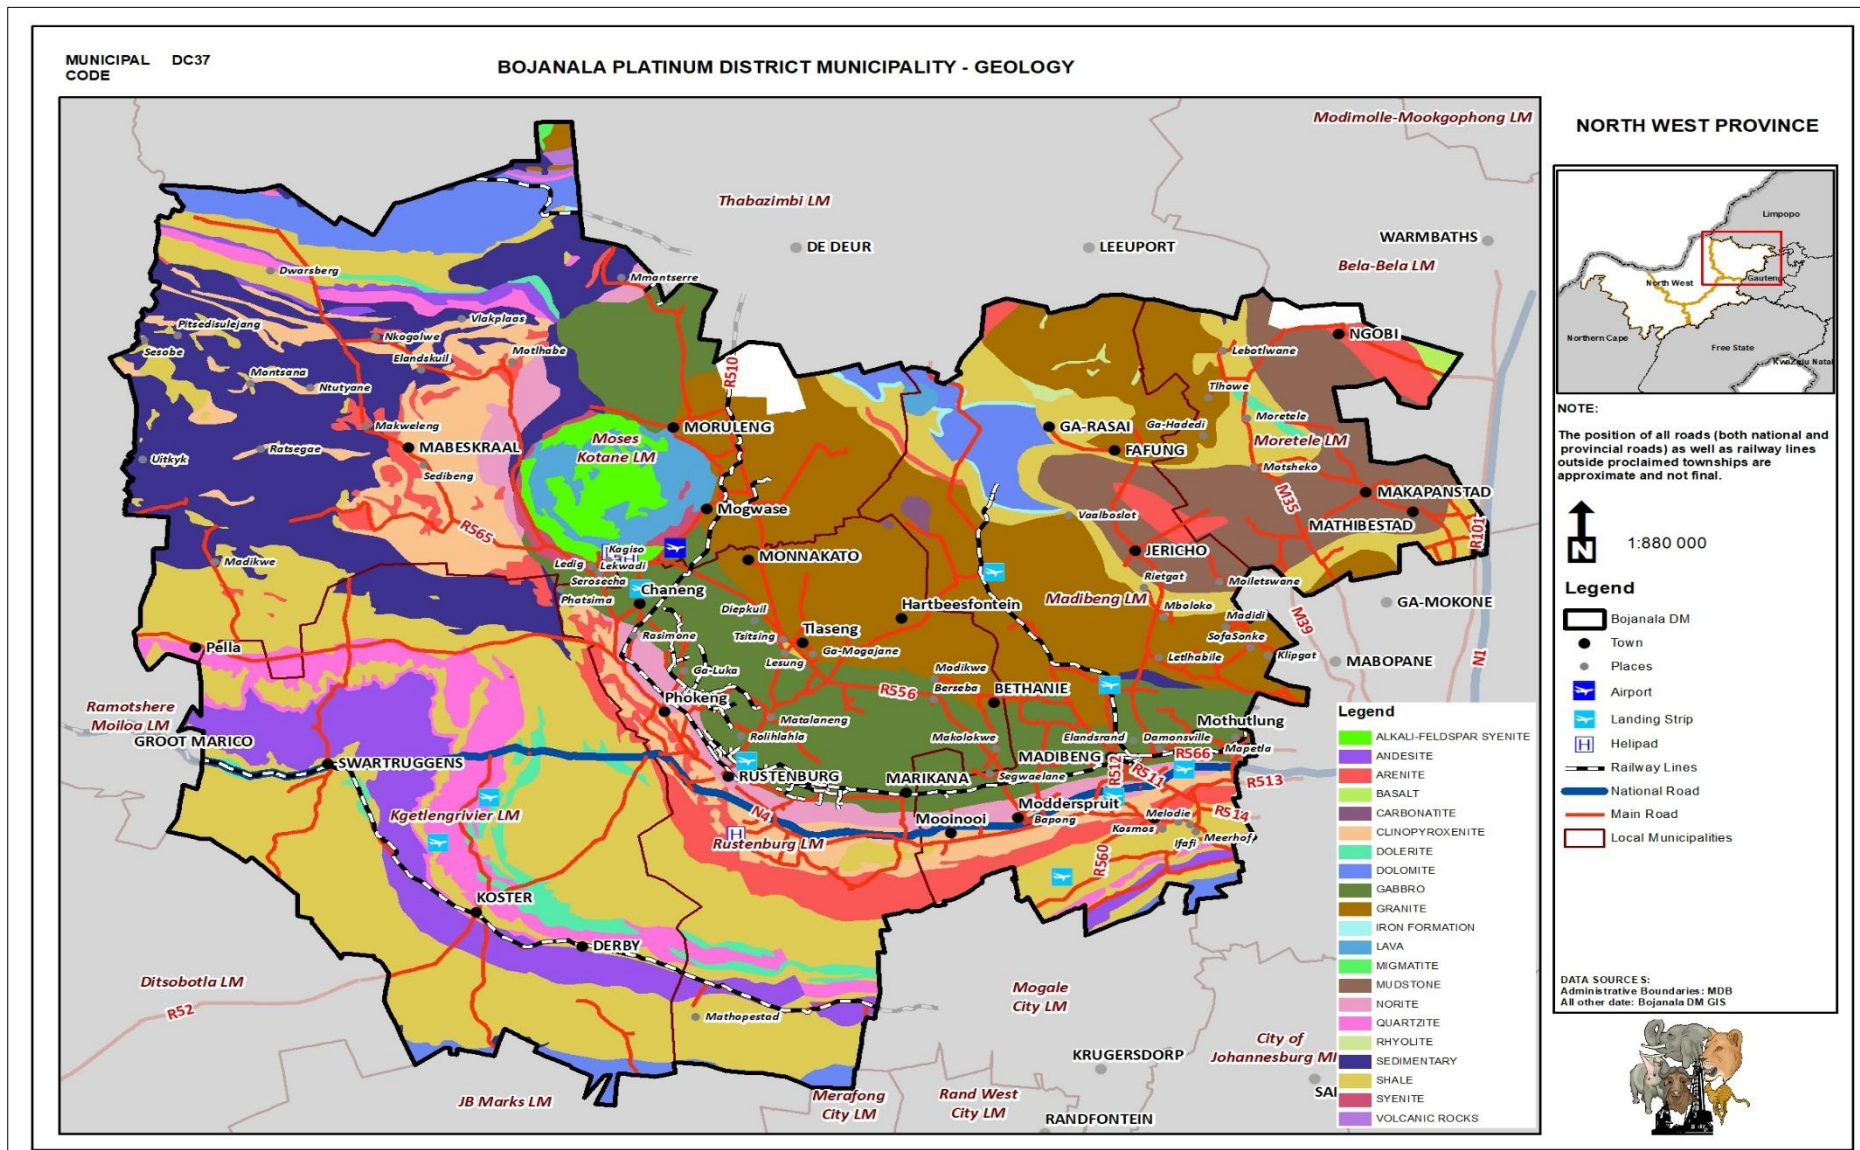 MUNICIPAL DC37
CODE
BOJANALA PLATINUM DISTRICT MUNICIPALITY - GEOLOGY
NORTH WEST PROVINCE
Modimolle-Mookgophong LM
Thabazimbi LM
DE DEUR
LEEUPORT
WARMBATHS
Bela-Bela LM
Dwarsberg
Mmantserre
Pitsedisulejang
Vlakplaas
Sesobe
Nkogolwe
Elandskuil
Motlhabe
Montsana
Ntutyane
R510
NGOBI
Lebotlwane
Tlhowe
Makweleng
MABESKRAAL
Ratsegae
Uitkyk
Sedibeng
Moses
Kotane LM
MORULENG
GA-RASAI
Ga-Hadedi
Moretele
Moretele LM
FAFUNG
Motsheko
M35
MAKAPANSTAD
MATHIBESTAD
R101
Mogwase
Vaalboslot
R565
Kagiso
Ledig
Lekwadi
Serosecha
MONNAKATO
JERICHO
Madikwe
Phatsima
Chaneng
Rietgat
Moiletswane
Madibeng LM
Hartbeesfontein
Mboloko
Madidi
M39
GA-MOKONE
Diepkuil
Tsitsing
Tlaseng
SofaSonke
Pella
Rasimone
Lesung
Ga-Mogajane
Letlhabile
Klipgat
MABOPANE
N1
Ga-Luka
Modikwe
R556
Berseba
BETHANIE
Ramotshere
Moiloa LM
Phokeng
Matalaneng
Mothutlung
GROOT MARICO
Rolihlahla
Makolokwe
Elandsrand
Damonsville
MADIBENG
R566
Mapetla
SWARTRUGGENS
RUSTENBURG
MARIKANA
Segwaelane
R512
R511
R513
Kgetlengrivier LM
N4
Mooinooi
Modderspruit
Bapong
Melodie
R514
Kosmos
Meerhof
Rustenburg LM
Ifafi
R560
KOSTER
DERBY
Ditsobotla LM
R52
Mathopestad
Mogale
City LM
KRUGERSDORP
City of
Johannesburg
JB Marks LM
Merafong
City LM
Rand West
City LM
RANDFONTEIN
Legend
ALKALI-FELDSPAR SYENITE
ANDESITE
ARENITE
BASALT
CARBONATITE
CLINOPYROXENITE
DOLERITE
DOLOMITE
GABBRO
GRANITE
IRON FORMATION
LAVA
MIGMATITE
MUDSTONE
NORITE
QUARTZITE
RHYOLITE
SEDIMENTARY
SHALE
SYENITE
VOLCANIC ROCKS
Limpopo
North West
Gauteng
Northern Cape
Free State
KwaZulu Natal
NOTE:
The position of all roads (both national and
provincial roads) as well as railway lines
outside proclaimed townships are
approximate and not final.
N
1:880 000
Legend
Bojanala DM
Town
Places
Airport
Landing Strip
H Helipad
Railway Lines
National Road
Main Road
Local Municipalities
DATA SOURCES:
Administrative Boundaries: MDB
All other date: Bojanala DM GIS